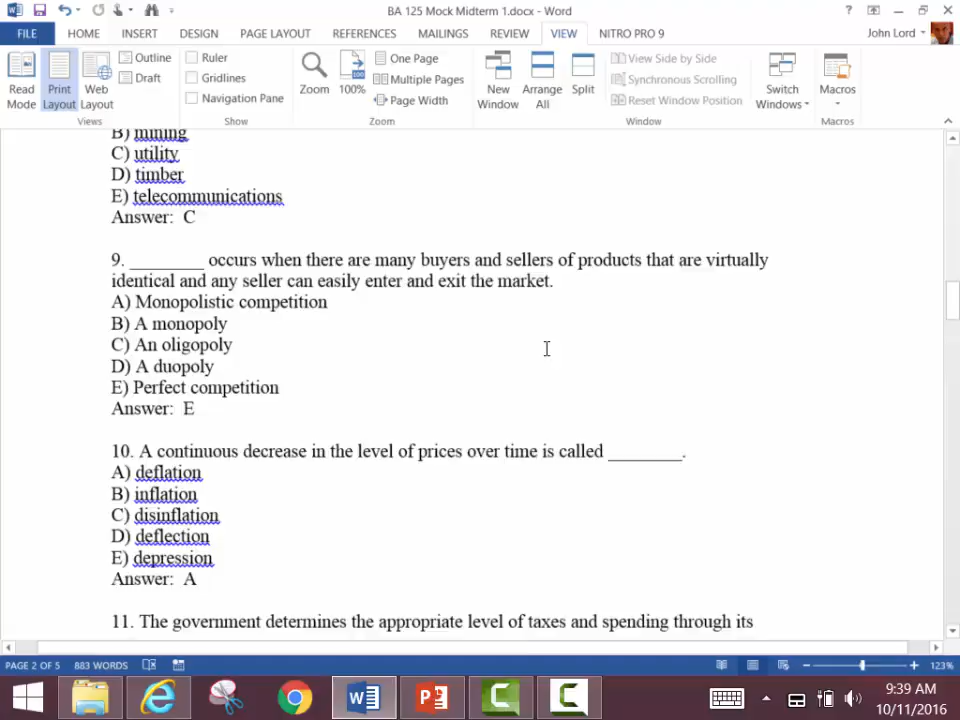 BA 125 Mock Midterm 1.docx - Word
FILE HOME INSERT DESIGN PAGE LAYOUT REFERENCES MAILINGS REVIEW VIEW NITRO PRO 9 John Lord
Read Mode
Print Layout
Web Layout
Outline
Draft
Views
Ruler
Gridlines
Navigation Pane
Show
Zoom
100%
One Page
Multiple Pages
Page Width
Zoom
New Window
Arrange All
Split
View Side by Side
Synchronous Scrolling
Reset Window Position
Window
Switch Windows
Macros
Macros
B) mining
C) utility
D) timber
E) telecommunications
Answer: C
9. ________ occurs when there are many buyers and sellers of products that are virtually
identical and any seller can easily enter and exit the market.
A) Monopolistic competition
B) A monopoly
C) An oligopoly
D) A duopoly
E) Perfect competition
Answer: E
10. A continuous decrease in the level of prices over time is called ________.
A) deflation
B) inflation
C) disinflation
D) deflection
E) depression
Answer: A
11. The government determines the appropriate level of taxes and spending through its
PAGE 2 OF 5 883 WORDS 123%
9:39 AM
10/11/2016